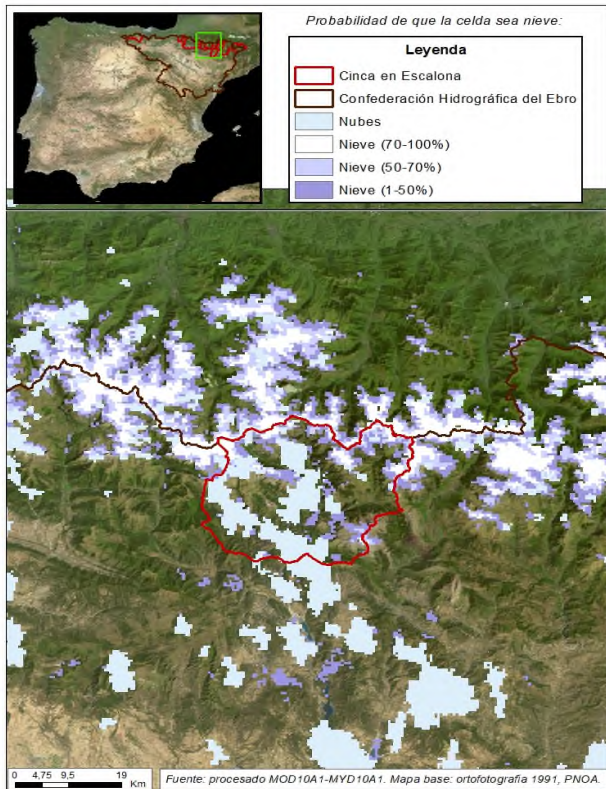 Probabilidad de que la celda sea nieve:
Leyenda
Cinca en Escalona
Confederación Hidrográfica del Ebro
Nubes
Nieve (70-100%)
Nieve (50-70%)
Nieve (1-50%)
0 4,75 9,5 19
Km
Fuente: procesado MOD10A1-MYD10A1. Mapa base: ortofotografia 1991, PNOA.